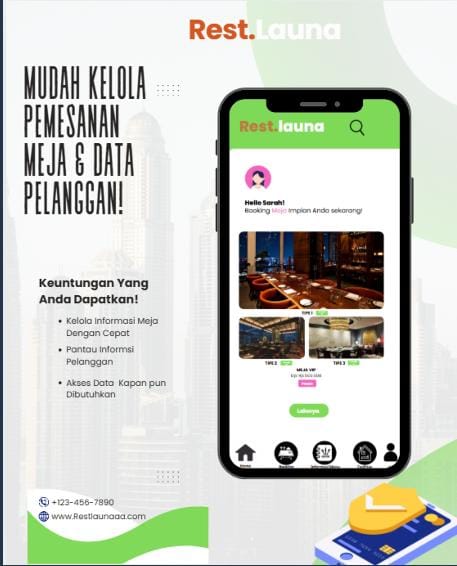 Rest.Launa
MUDAH KELOLA
PEMESANAN
MEJA & DATA
PELANGGAN!
Keuntungan Yang
Anda Dapatkan!
• Kelola Informasi Meja
Dengan Cepat
• Pantau Informsi
Pelanggan
• Akses Data Kapan pun
Dibutuhkan
+123-456-7890
www.Restlaunaaa.com
Rest.launa
Hello Sarah!
Booking Meja Impian Anda sekarang!
TIPE 1
TIPE 2
TIPE 3
MEJA VIP
Lainnya
Home